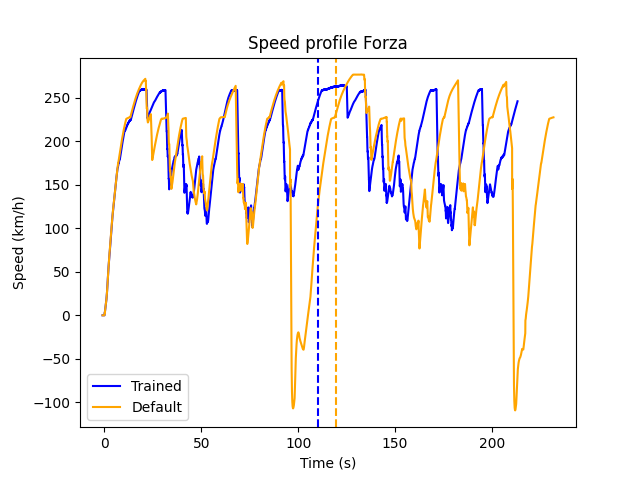 Speed profile Forza
Speed (km/h)
250
200
150
100
50
0
−50
−100
Trained
Default
0 50 100 150 200
Time (s)